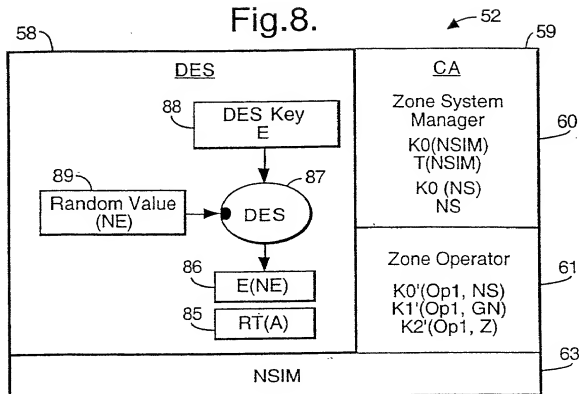 Fig.8.
52
58
59
DES
CA
88
DES Key
E
Zone System
Manager
60
K0(NSIM)
T(NSIM)
K0 (NS)
NS
89
87
Random Value
(NE)
DES
86
E(NE)
85
RT(A)
Zone Operator
61
K0'(Op1, NS)
K1'(Op1, GN)
K2'(Op1, Z)
63
NSIM